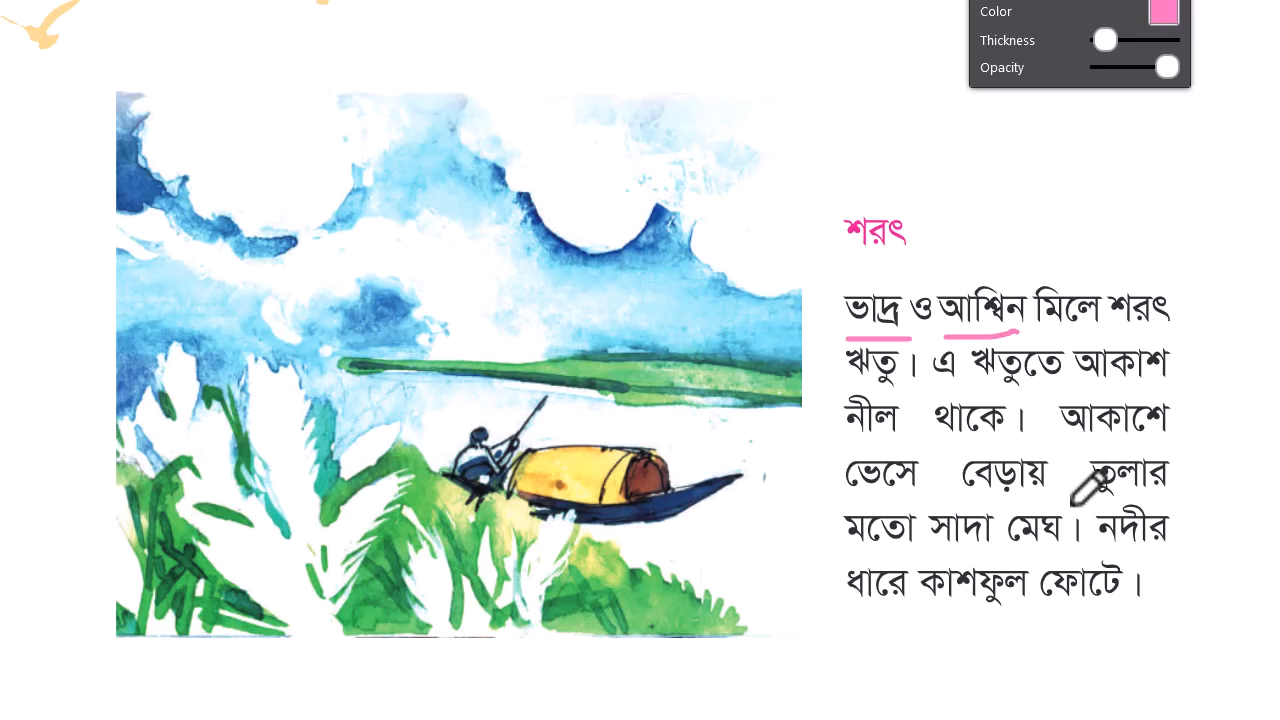 Color
Thickness
Opacity
শরৎ
ভাদ্র ও আশ্বিন মিলে শরৎ
ঋতু। এ ঋতুতে আকাশ
নীল থাকে। আকাশে
ভেসে বেড়ায় তুলার
মতো সাদা মেঘ। নদীর
ধারে কাশফুল ফোটে।